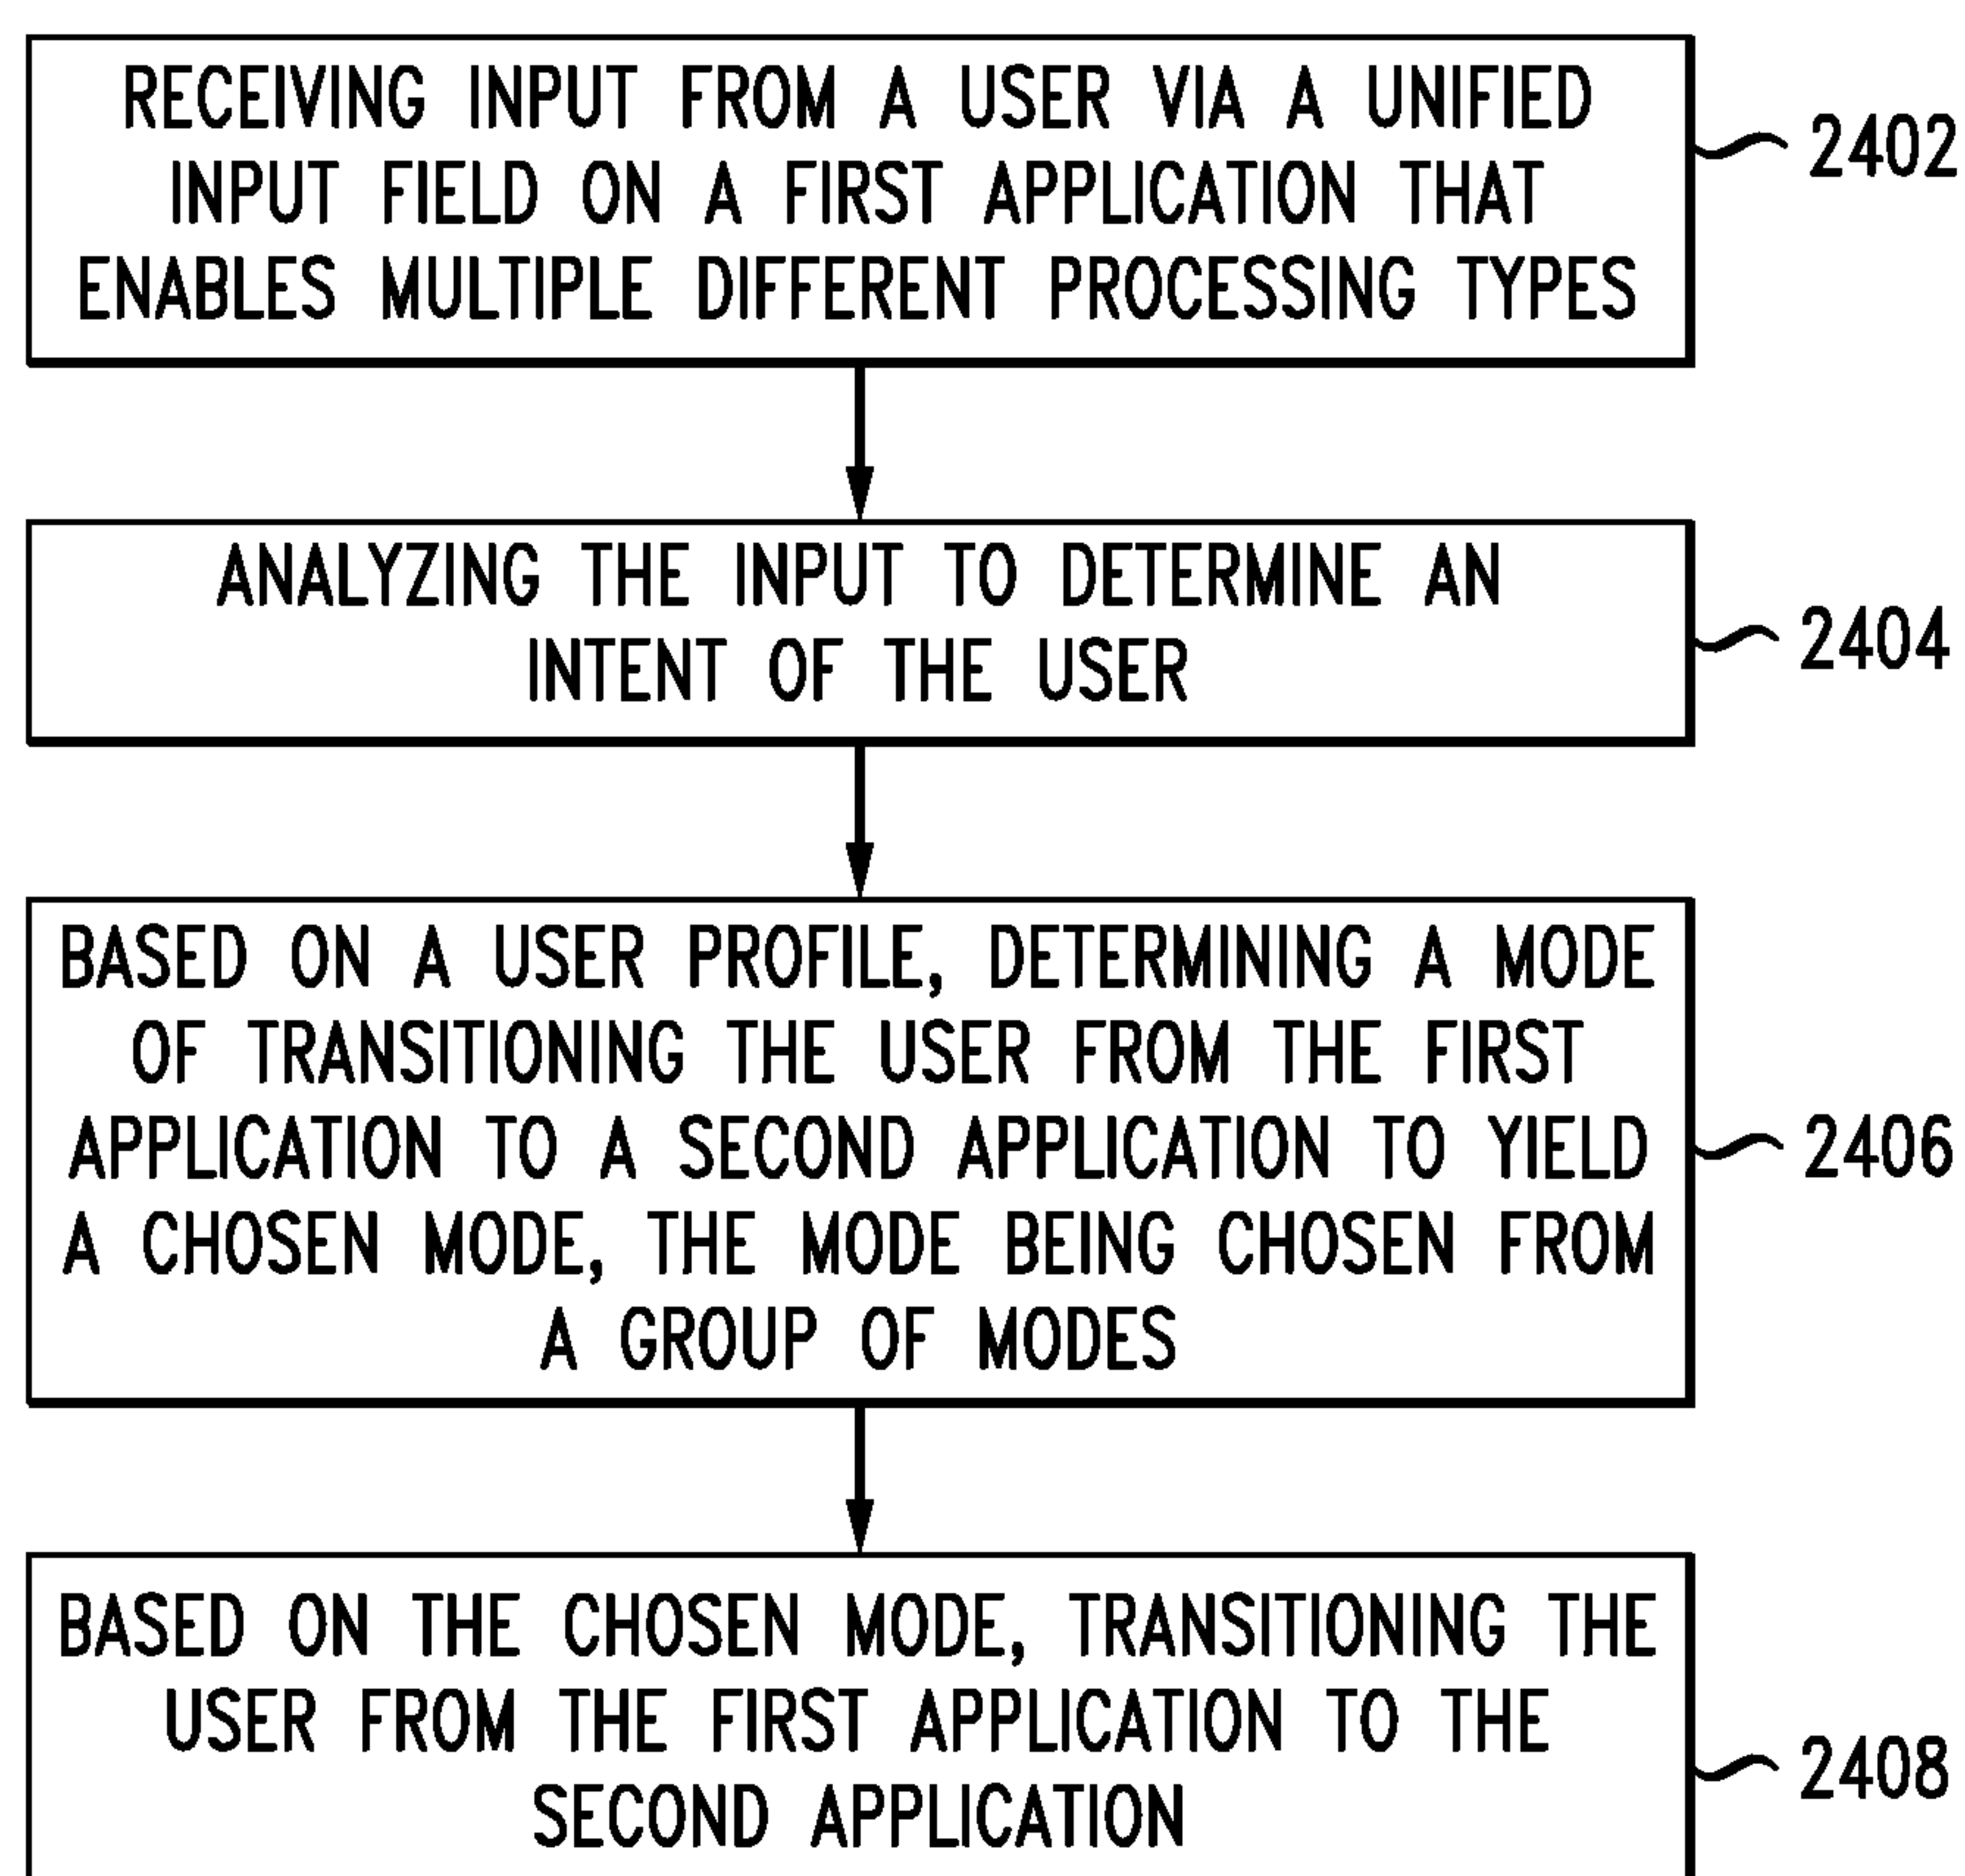 RECEIVING INPUT FROM A USER VIA A UNIFIED
INPUT FIELD ON A FIRST APPLICATION THAT
ENABLES MULTIPLE DIFFERENT PROCESSING TYPES
2402
ANALYZING THE INPUT TO DETERMINE AN
INTENT OF THE USER
2404
BASED ON A USER PROFILE, DETERMINING A MODE
OF TRANSITIONING THE USER FROM THE FIRST
APPLICATION TO A SECOND APPLICATION TO YIELD
A CHOSEN MODE, THE MODE BEING CHOSEN FROM
A GROUP OF MODES
2406
BASED ON THE CHOSEN MODE, TRANSITIONING THE
USER FROM THE FIRST APPLICATION TO THE
SECOND APPLICATION
2408